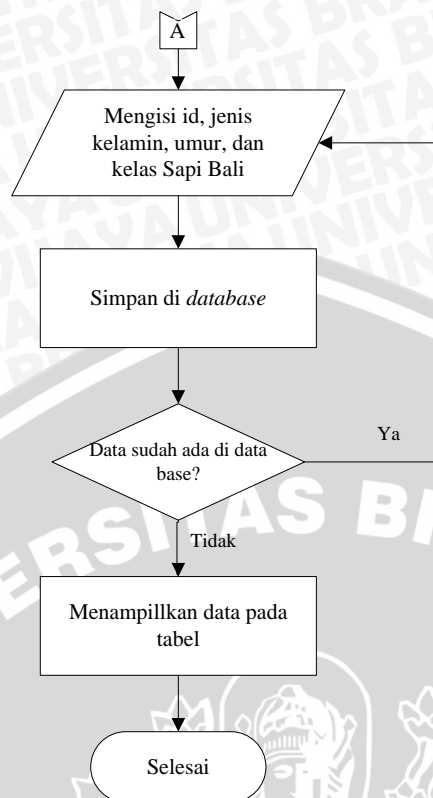 A
Mengisi id, jenis
kelamin, umur, dan
kelas Sapi Bali
Simpan di database
Data sudah ada di data
base?
Ya
Tidak
Menampillkan data pada
tabel
Selesai